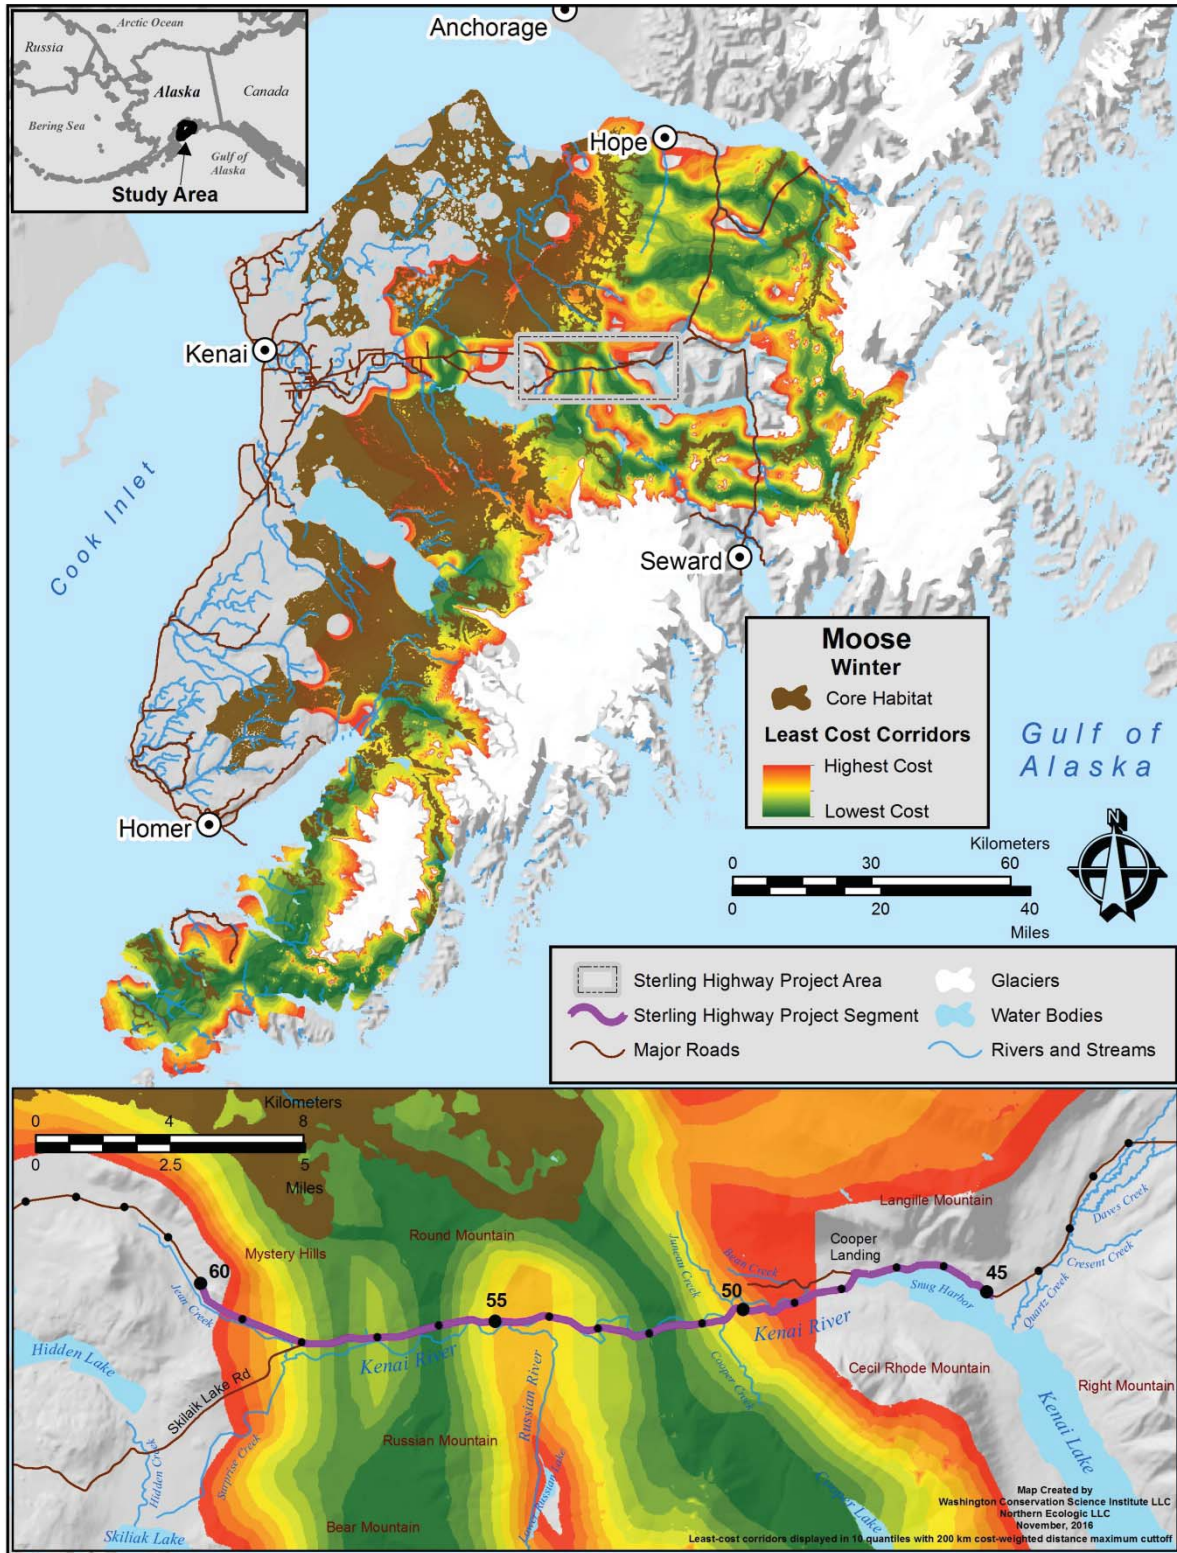 Arctic Ocean
Russia
Alaska
Canada
Bering Sea
Gulf of
Alaska
Study Area
Anchorage
Hope
Kenai
Cook Inlet
Seward
Homer
Gulf of
Alaska
Moose
Winter
Core Habitat
Least Cost Corridors
Highest Cost
Lowest Cost
N
Kilometers
0 30 60
0 20 40
Miles
Sterling Highway Project Area
Sterling Highway Project Segment
Major Roads
Glaciers
Water Bodies
Rivers and Streams
Kilometers
0 4 8
0 2.5 5
Miles
Langille Mountain
Daves Creek
Round Mountain
Mystery Hills
Juneau Creek
Bean Creek
Cooper
Landing
Cresent Creek
60
Jean Creek
55
50
Snug Harbor
45
Quartz Creek
Kenai River
Kenai River
Hidden Lake
Skilaik Lake Rd
Russian River
Cooper Creek
Cecil Rhode Mountain
Right Mountain
Kenai Lake
Russian Mountain
Hidden Creek
Surprise Creek
Lower Russian Lake
Cooper Lake
Skiliak Lake
Bear Mountain
Map Created by
Washington Conservation Science Institute LLC
Northern Ecologic LLC
November, 2016
Least-cost corridors displayed in 10 quantiles with 200 km cost-weighted distance maximum cuttoff